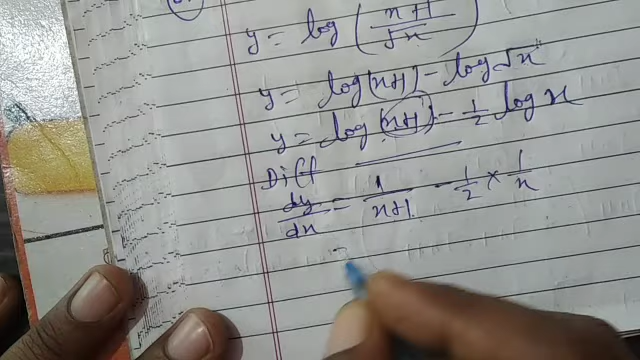 y = log ( x+1 / √x )
y = log(x+1) - log √x
y = log (x+1) - 1/2 log x
Diff
dy/dx = 1/x+1 - 1/2 × 1/x
=